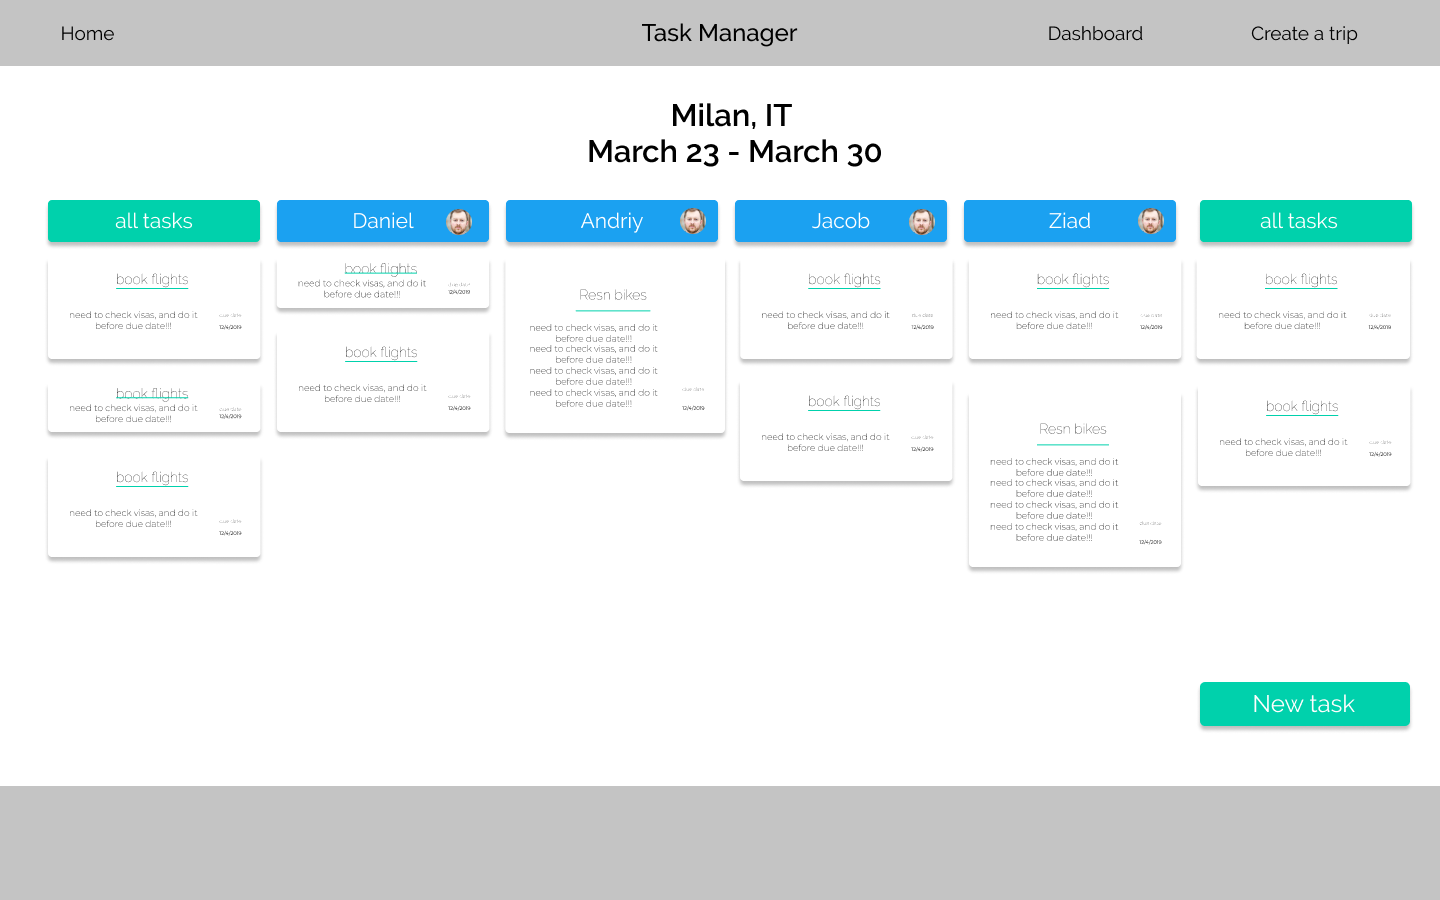 Home
Task Manager
Dashboard
Create a trip
Milan, IT
March 23 - March 30
all tasks
book flights
need to check visas, and do it
before due date!!!
due date
12/4/2019
book flights
need to check visas, and do it
before due date!!!
due date
12/4/2019
book flights
need to check visas, and do it
before due date!!!
due date
12/4/2019
Daniel
book flights
need to check visas, and do it
before due date!!!
due date
12/4/2019
book flights
need to check visas, and do it
before due date!!!
due date
12/4/2019
Andriy
Resn bikes
need to check visas, and do it
before due date!!!
need to check visas, and do it
before due date!!!
need to check visas, and do it
before due date!!!
need to check visas, and do it
before due date!!!
due date
12/4/2019
Jacob
book flights
need to check visas, and do it
before due date!!!
due date
12/4/2019
book flights
need to check visas, and do it
before due date!!!
due date
12/4/2019
Ziad
book flights
need to check visas, and do it
before due date!!!
due date
12/4/2019
Resn bikes
need to check visas, and do it
before due date!!!
need to check visas, and do it
before due date!!!
need to check visas, and do it
before due date!!!
need to check visas, and do it
before due date!!!
due date
12/4/2019
all tasks
book flights
need to check visas, and do it
before due date!!!
due date
12/4/2019
book flights
need to check visas, and do it
before due date!!!
due date
12/4/2019
New task